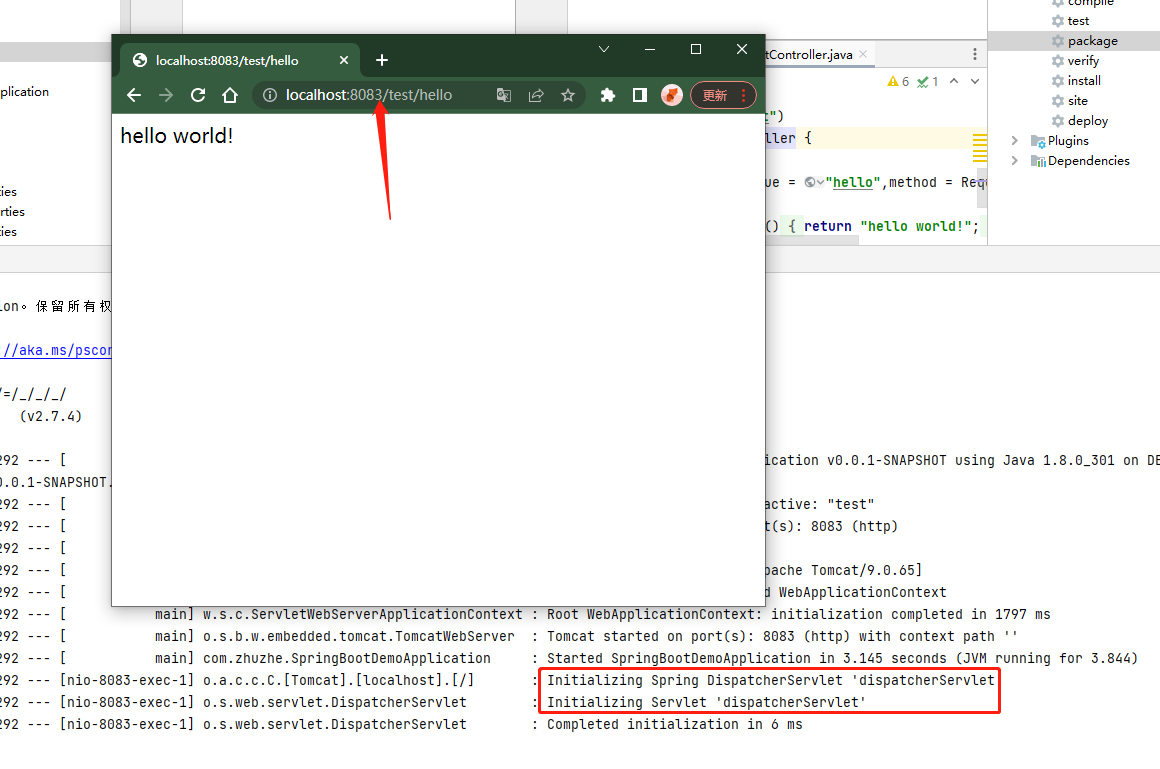 compile
test
package
verify
install
site
deploy
Plugins
Dependencies
localhost:8083/test/hello
localhost:8083/test/hello
更新
hello world!
tController.java
6
1
")
ller {
ue = "hello",method = Req
() { return "hello world!";
plication
ties
rties
ties
ion。保留所有权
://aka.ms/pscor
/=/_/_/_/
(v2.7.4)
292 --- [
ication v0.0.1-SNAPSHOT using Java 1.8.0_301 on DE
0.0.1-SNAPSHOT.
292 --- [ active: "test"
292 --- [ t(s): 8083 (http)
292 --- [
292 --- [ pache Tomcat/9.0.65]
292 --- [ d WebApplicationContext
292 --- [ main] w.s.c.ServletWebServerApplicationContext : Root WebApplicationContext: initialization completed in 1797 ms
292 --- [ main] o.s.b.w.embedded.tomcat.TomcatWebServer : Tomcat started on port(s): 8083 (http) with context path ''
292 --- [ main] com.zhuzhe.SpringBootDemoApplication : Started SpringBootDemoApplication in 3.145 seconds (JVM running for 3.844)
292 --- [nio-8083-exec-1] o.a.c.c.C.[Tomcat].[localhost].[/] : Initializing Spring DispatcherServlet 'dispatcherServlet
292 --- [nio-8083-exec-1] o.s.web.servlet.DispatcherServlet : Initializing Servlet 'dispatcherServlet'
292 --- [nio-8083-exec-1] o.s.web.servlet.DispatcherServlet : Completed initialization in 6 ms